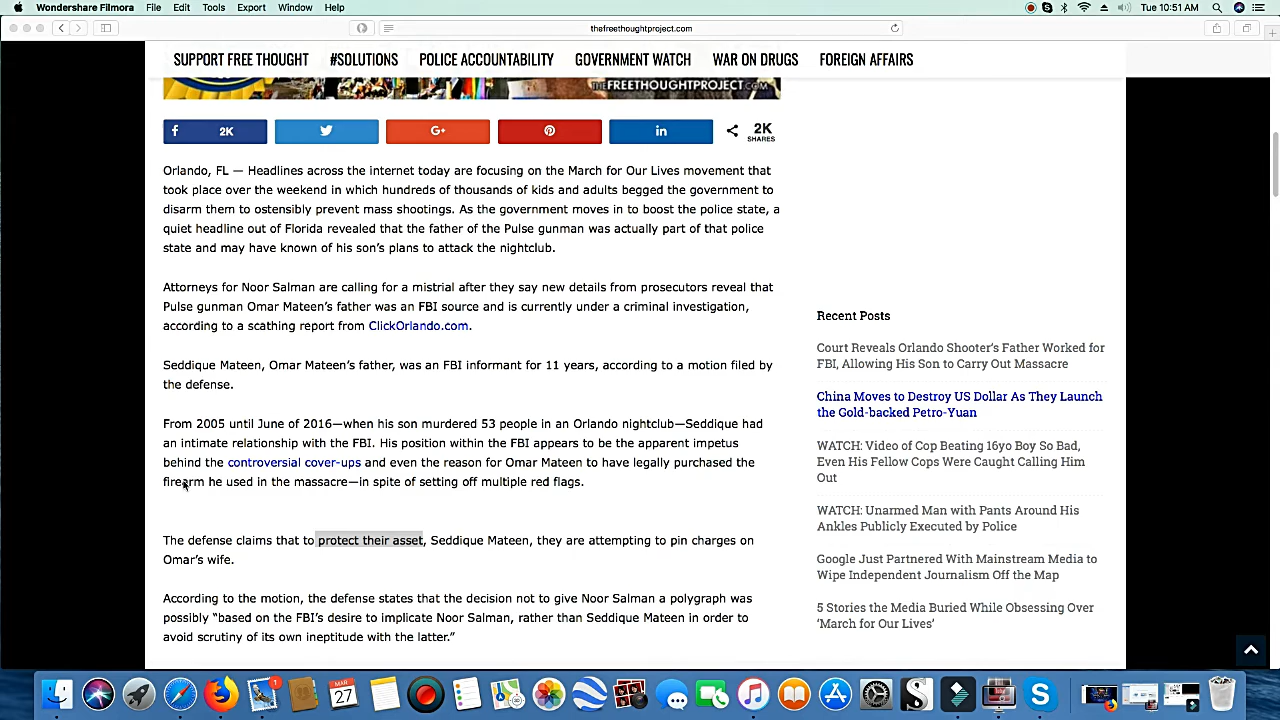 Wondershare Filmora File Edit Tools Export Window Help Tue 10:51 AM
thefreethoughtproject.com
SUPPORT FREE THOUGHT #SOLUTIONS POLICE ACCOUNTABILITY GOVERNMENT WATCH WAR ON DRUGS FOREIGN AFFAIRS
THEFREETHOUGHTPROJECT.COM
2K
2K
SHARES
Orlando, FL — Headlines across the internet today are focusing on the March for Our Lives movement that
took place over the weekend in which hundreds of thousands of kids and adults begged the government to
disarm them to ostensibly prevent mass shootings. As the government moves in to boost the police state, a
quiet headline out of Florida revealed that the father of the Pulse gunman was actually part of that police
state and may have known of his son’s plans to attack the nightclub.
Attorneys for Noor Salman are calling for a mistrial after they say new details from prosecutors reveal that
Pulse gunman Omar Mateen’s father was an FBI source and is currently under a criminal investigation,
according to a scathing report from ClickOrlando.com.
Seddique Mateen, Omar Mateen’s father, was an FBI informant for 11 years, according to a motion filed by
the defense.
From 2005 until June of 2016—when his son murdered 53 people in an Orlando nightclub—Seddique had
an intimate relationship with the FBI. His position within the FBI appears to be the apparent impetus
behind the controversial cover-ups and even the reason for Omar Mateen to have legally purchased the
firearm he used in the massacre—in spite of setting off multiple red flags.
The defense claims that to protect their asset, Seddique Mateen, they are attempting to pin charges on
Omar’s wife.
According to the motion, the defense states that the decision not to give Noor Salman a polygraph was
possibly “based on the FBI’s desire to implicate Noor Salman, rather than Seddique Mateen in order to
avoid scrutiny of its own ineptitude with the latter.”
Recent Posts
Court Reveals Orlando Shooter’s Father Worked for
FBI, Allowing His Son to Carry Out Massacre
China Moves to Destroy US Dollar As They Launch
the Gold-backed Petro-Yuan
WATCH: Video of Cop Beating 16yo Boy So Bad,
Even His Fellow Cops Were Caught Calling Him
Out
WATCH: Unarmed Man with Pants Around His
Ankles Publicly Executed by Police
Google Just Partnered With Mainstream Media to
Wipe Independent Journalism Off the Map
5 Stories the Media Buried While Obsessing Over
‘March for Our Lives’
MAR
27
1